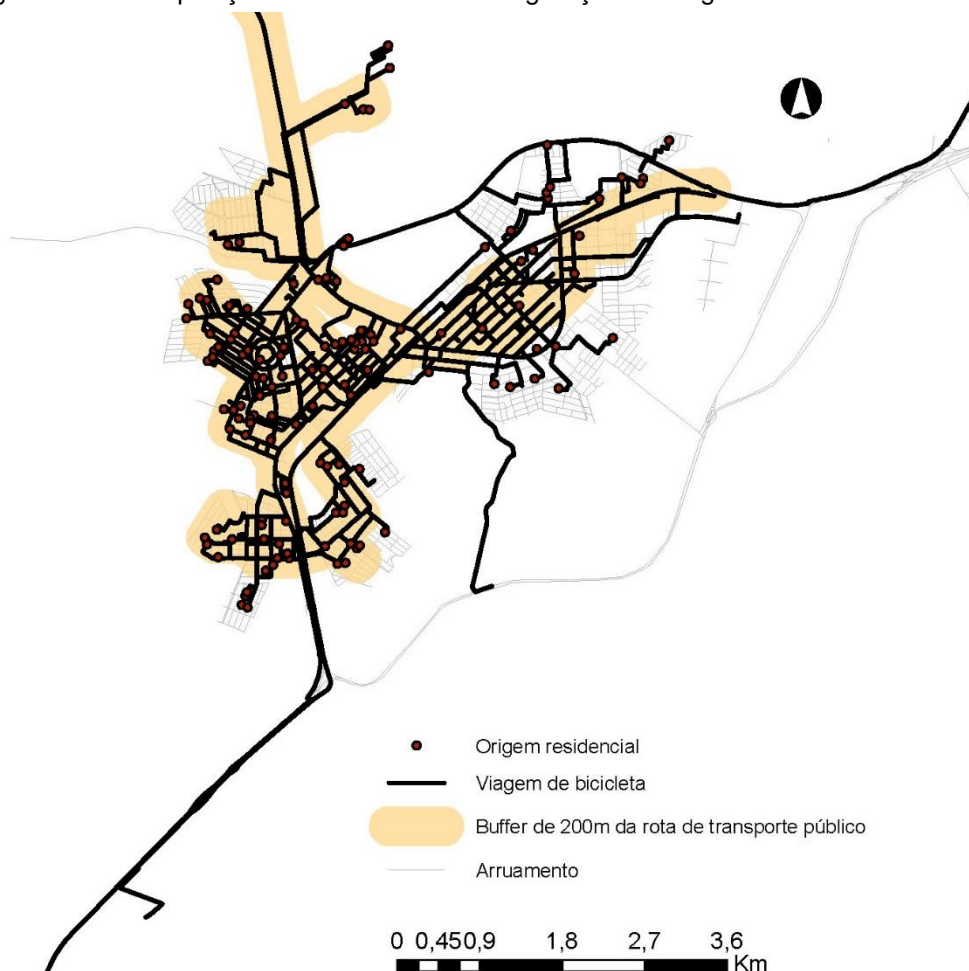 Origem residencial
Viagem de bicicleta
Buffer de 200m da rota de transporte público
Arruamento
0 0,450,9 1,8 2,7 3,6
Km